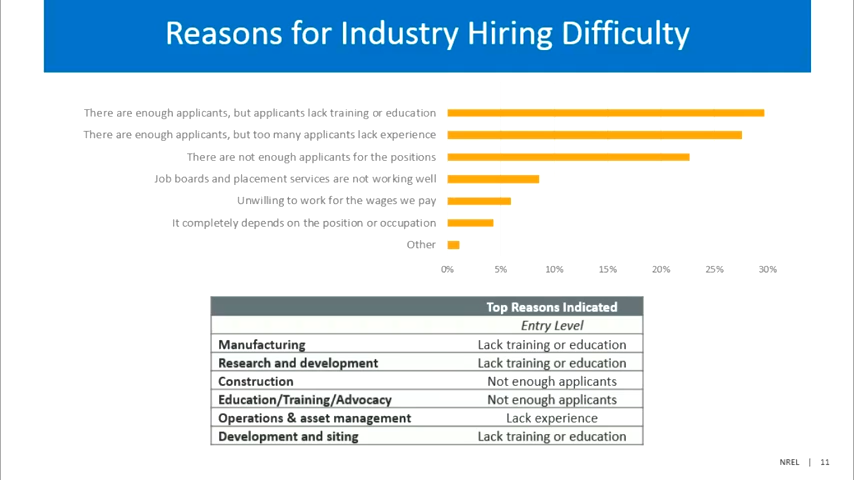 Reasons for Industry Hiring Difficulty
There are enough applicants, but applicants lack training or education
There are enough applicants, but too many applicants lack experience
There are not enough applicants for the positions
Job boards and placement services are not working well
Unwilling to work for the wages we pay
It completely depends on the position or occupation
Other
0% 5% 10% 15% 20% 25% 30%
Top Reasons Indicated
Entry Level
Manufacturing Lack training or education
Research and development Lack training or education
Construction Not enough applicants
Education/Training/Advocacy Not enough applicants
Operations & asset management Lack experience
Development and siting Lack training or education
NREL | 11